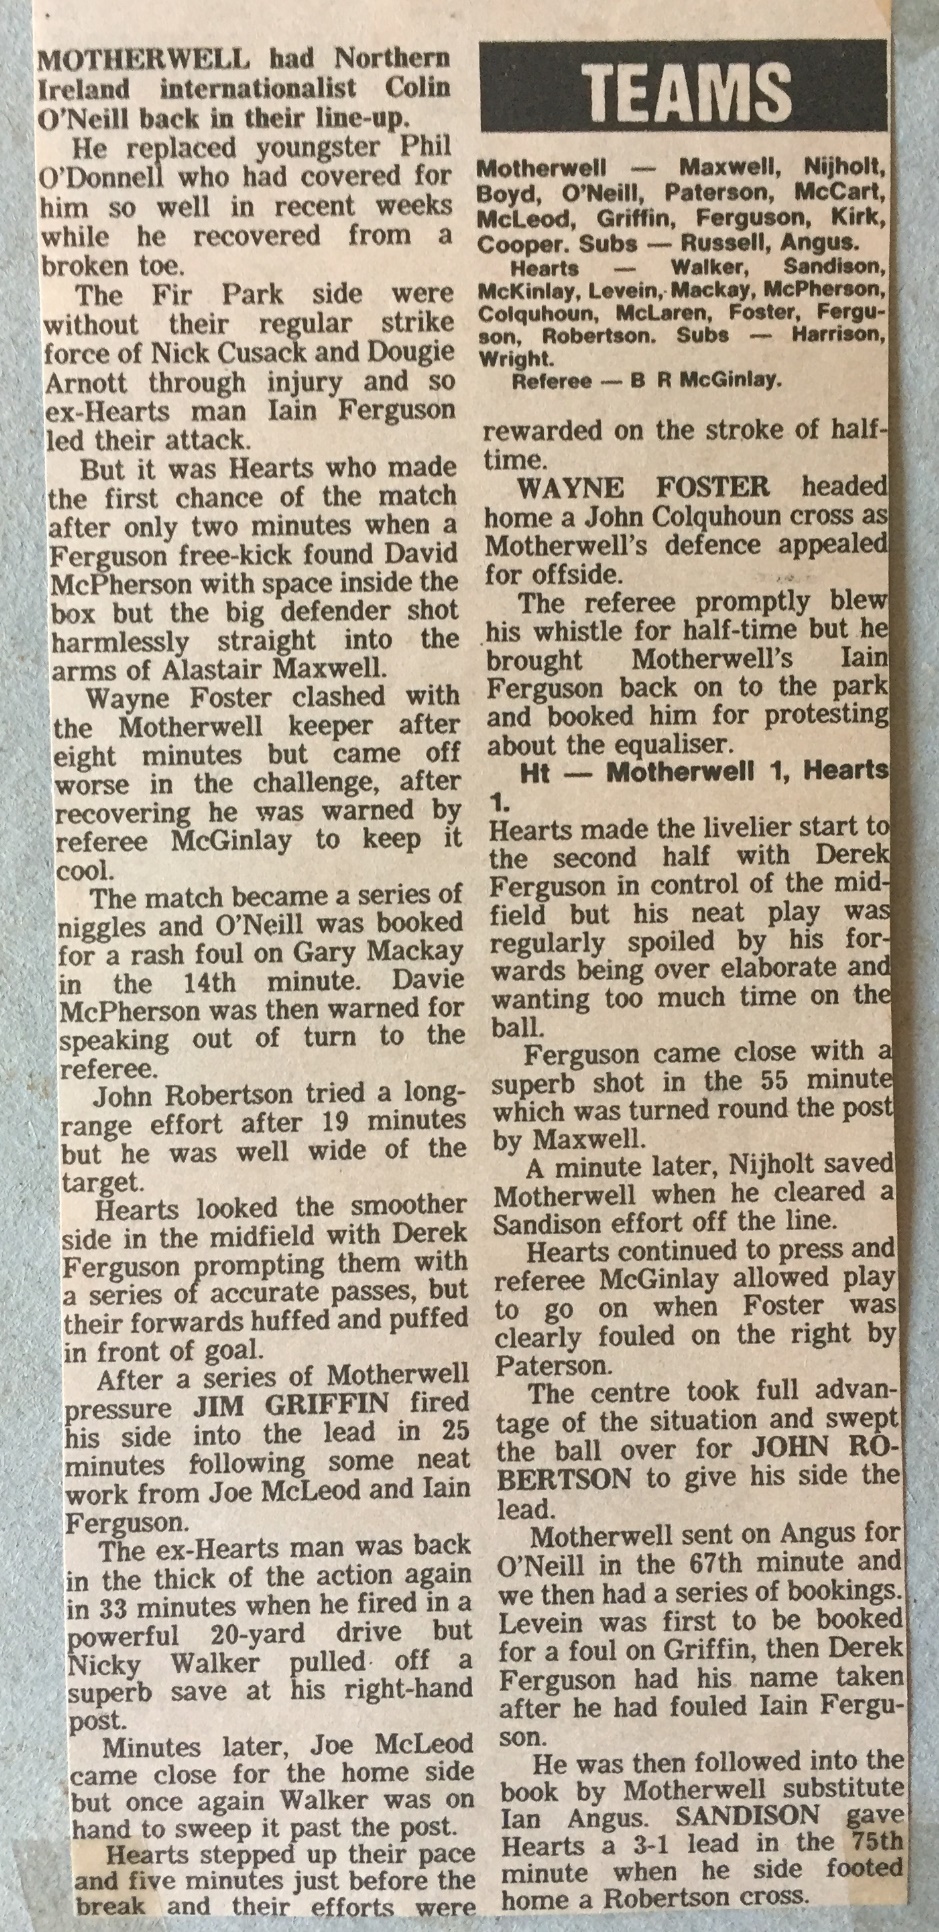 MOTHERWELL had Northern
Ireland internationalist Colin
O'Neill back in their line-up.
He replaced youngster Phil
O'Donnell who had covered for
him so well in recent weeks
while he recovered from a
broken toe.
The Fir Park side were
without their regular strike
force of Nick Cusack and Dougie
Arnott through injury and so
ex-Hearts man Iain Ferguson
led their attack.
But it was Hearts who made
the first chance of the match
after only two minutes when a
Ferguson free-kick found David
McPherson with space inside the
box but the big defender shot
harmlessly straight into the
arms of Alastair Maxwell.
Wayne Foster clashed with
the Motherwell keeper after
eight minutes but came off
worse in the challenge, after
recovering he was warned by
referee McGinlay to keep it
cool.
The match became a series of
niggles and O'Neill was booked
for a rash foul on Gary Mackay
in the 14th minute. Davie
McPherson was then warned for
speaking out of turn to the
referee.
John Robertson tried a long-
range effort after 19 minutes
but he was well wide of the
target.
Hearts looked the smoother
side in the midfield with Derek
Ferguson prompting them with
a series of accurate passes, but
their forwards huffed and puffed
in front of goal.
After a series of Motherwell
pressure JIM GRIFFIN fired
his side into the lead in 25
minutes following some neat
work from Joe McLeod and Iain
Ferguson.
The ex-Hearts man was back
in the thick of the action again
in 33 minutes when he fired in a
powerful 20-yard drive but
Nicky Walker pulled off a
superb save at his right-hand
post.
Minutes later, Joe McLeod
came close for the home side
but once again Walker was on
hand to sweep it past the post.
Hearts stepped up their pace
and five minutes just before the
break and their efforts were
TEAMS
Motherwell — Maxwell, Nijholt,
Boyd, O'Neill, Paterson, McCart,
McLeod, Griffin, Ferguson, Kirk,
Cooper. Subs — Russell, Angus.
Hearts — Walker, Sandison,
McKinlay, Levein, Mackay, McPherson,
Colquhoun, McLaren, Foster, Fergu-
son, Robertson. Subs — Harrison,
Wright.
Referee — B R McGinlay.
rewarded on the stroke of half-
time.
WAYNE FOSTER headed
home a John Colquhoun cross as
Motherwell's defence appealed
for offside.
The referee promptly blew
his whistle for half-time but he
brought Motherwell's Iain
Ferguson back on to the park
and booked him for protesting
about the equaliser.
Ht — Motherwell 1, Hearts
1.
Hearts made the livelier start to
the second half with Derek
Ferguson in control of the mid-
field but his neat play was
regularly spoiled by his for-
wards being over elaborate and
wanting too much time on the
ball.
Ferguson came close with a
superb shot in the 55 minute
which was turned round the post
by Maxwell.
A minute later, Nijholt saved
Motherwell when he cleared a
Sandison effort off the line.
Hearts continued to press and
referee McGinlay allowed play
to go on when Foster was
clearly fouled on the right by
Paterson.
The centre took full advan-
tage of the situation and swept
the ball over for JOHN RO-
BERTSON to give his side the
lead.
Motherwell sent on Angus for
O'Neill in the 67th minute and
we then had a series of bookings.
Levein was first to be booked
for a foul on Griffin, then Derek
Ferguson had his name taken
after he had fouled Iain Fergu-
son.
He was then followed into the
book by Motherwell substitute
Ian Angus. SANDISON gave
Hearts a 3-1 lead in the 75th
minute when he side footed
home a Robertson cross.